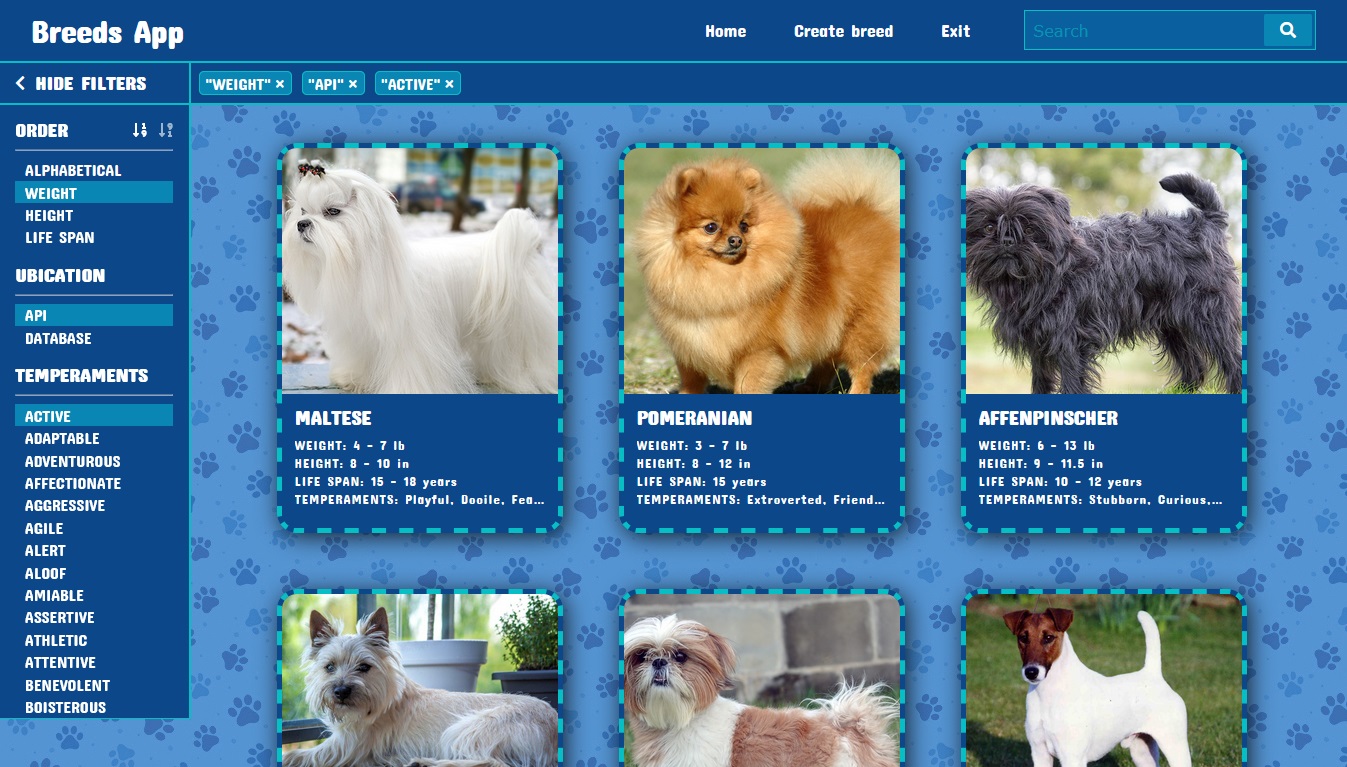 Breeds App
Home
Create breed
Exit
Search
HIDE FILTERS
"WEIGHT" ×
"API" ×
"ACTIVE" ×
ORDER
ALPHABETICAL
WEIGHT
HEIGHT
LIFE SPAN
UBICATION
API
DATABASE
TEMPERAMENTS
ACTIVE
ADAPTABLE
ADVENTUROUS
AFFECTIONATE
AGGRESSIVE
AGILE
ALERT
ALOOF
AMIABLE
ASSERTIVE
ATHLETIC
ATTENTIVE
BENEVOLENT
BOISTEROUS
MALTESE
WEIGHT: 4 - 7 lb
HEIGHT: 8 - 10 in
LIFE SPAN: 15 - 18 years
TEMPERAMENTS: Playful, Docile, Fea...
POMERANIAN
WEIGHT: 3 - 7 lb
HEIGHT: 8 - 12 in
LIFE SPAN: 15 years
TEMPERAMENTS: Extroverted, Friend...
AFFENPINSCHER
WEIGHT: 6 - 13 lb
HEIGHT: 9 - 11.5 in
LIFE SPAN: 10 - 12 years
TEMPERAMENTS: Stubborn, Curious,...